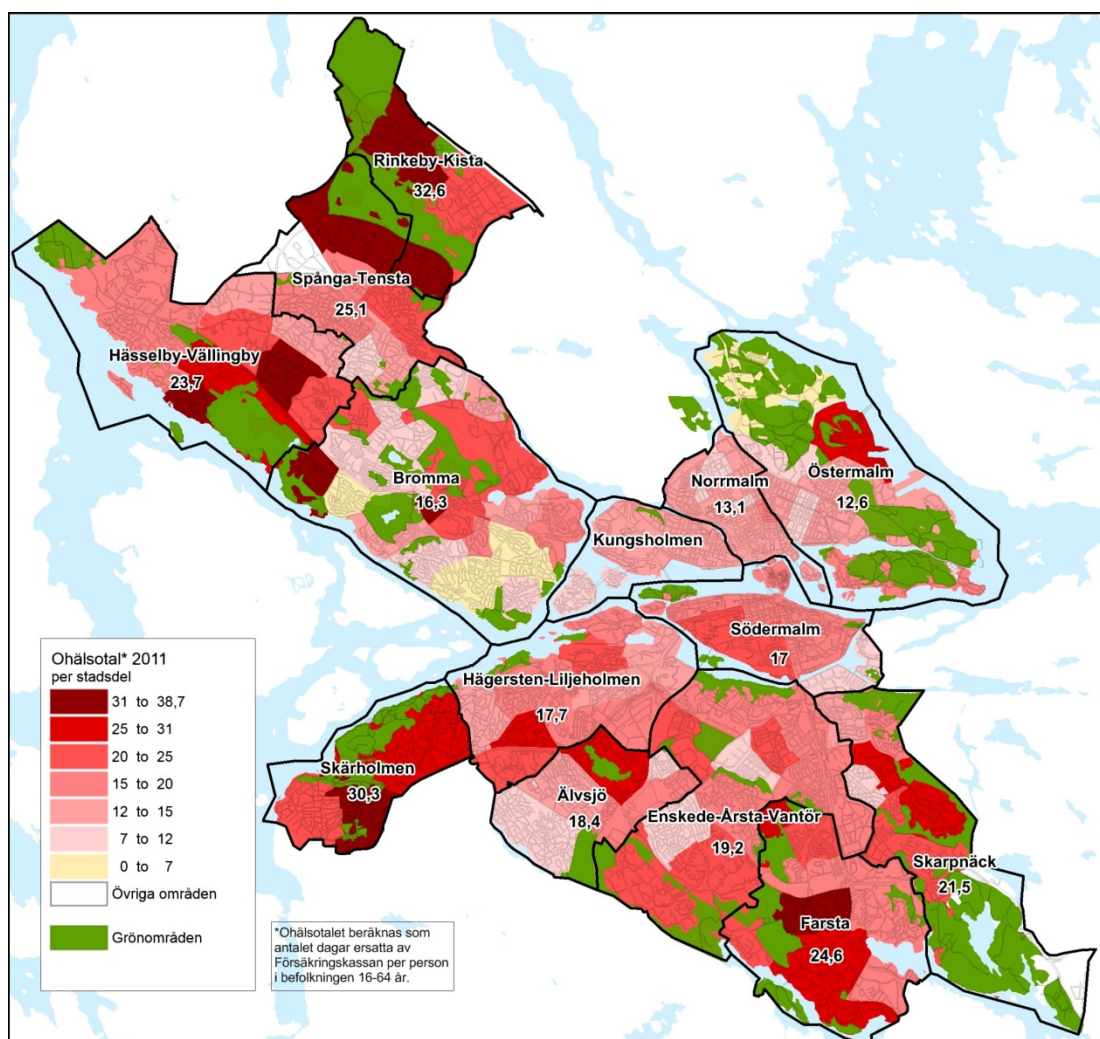 Rinkeby-Kista
32,6
Spånga-Tensta
25,1
Hässelby-Vällingby
23,7
Bromma
16,3
Norrmalm
13,1
Östermalm
12,6
Kungsholmen
Södermalm
17
Hägersten-Liljeholmen
17,7
Skärholmen
30,3
Älvsjö
18,4
Enskede-Årsta-Vantör
19,2
Skarpnäck
21,5
Farsta
24,6
Ohälsotal* 2011
per stadsdel
31 to 38,7
25 to 31
20 to 25
15 to 20
12 to 15
7 to 12
0 to 7
Övriga områden
Grönområden
*Ohälsotalet beräknas som
antalet dagar ersatta av
Försäkringskassan per person
i befolkningen 16-64 år.